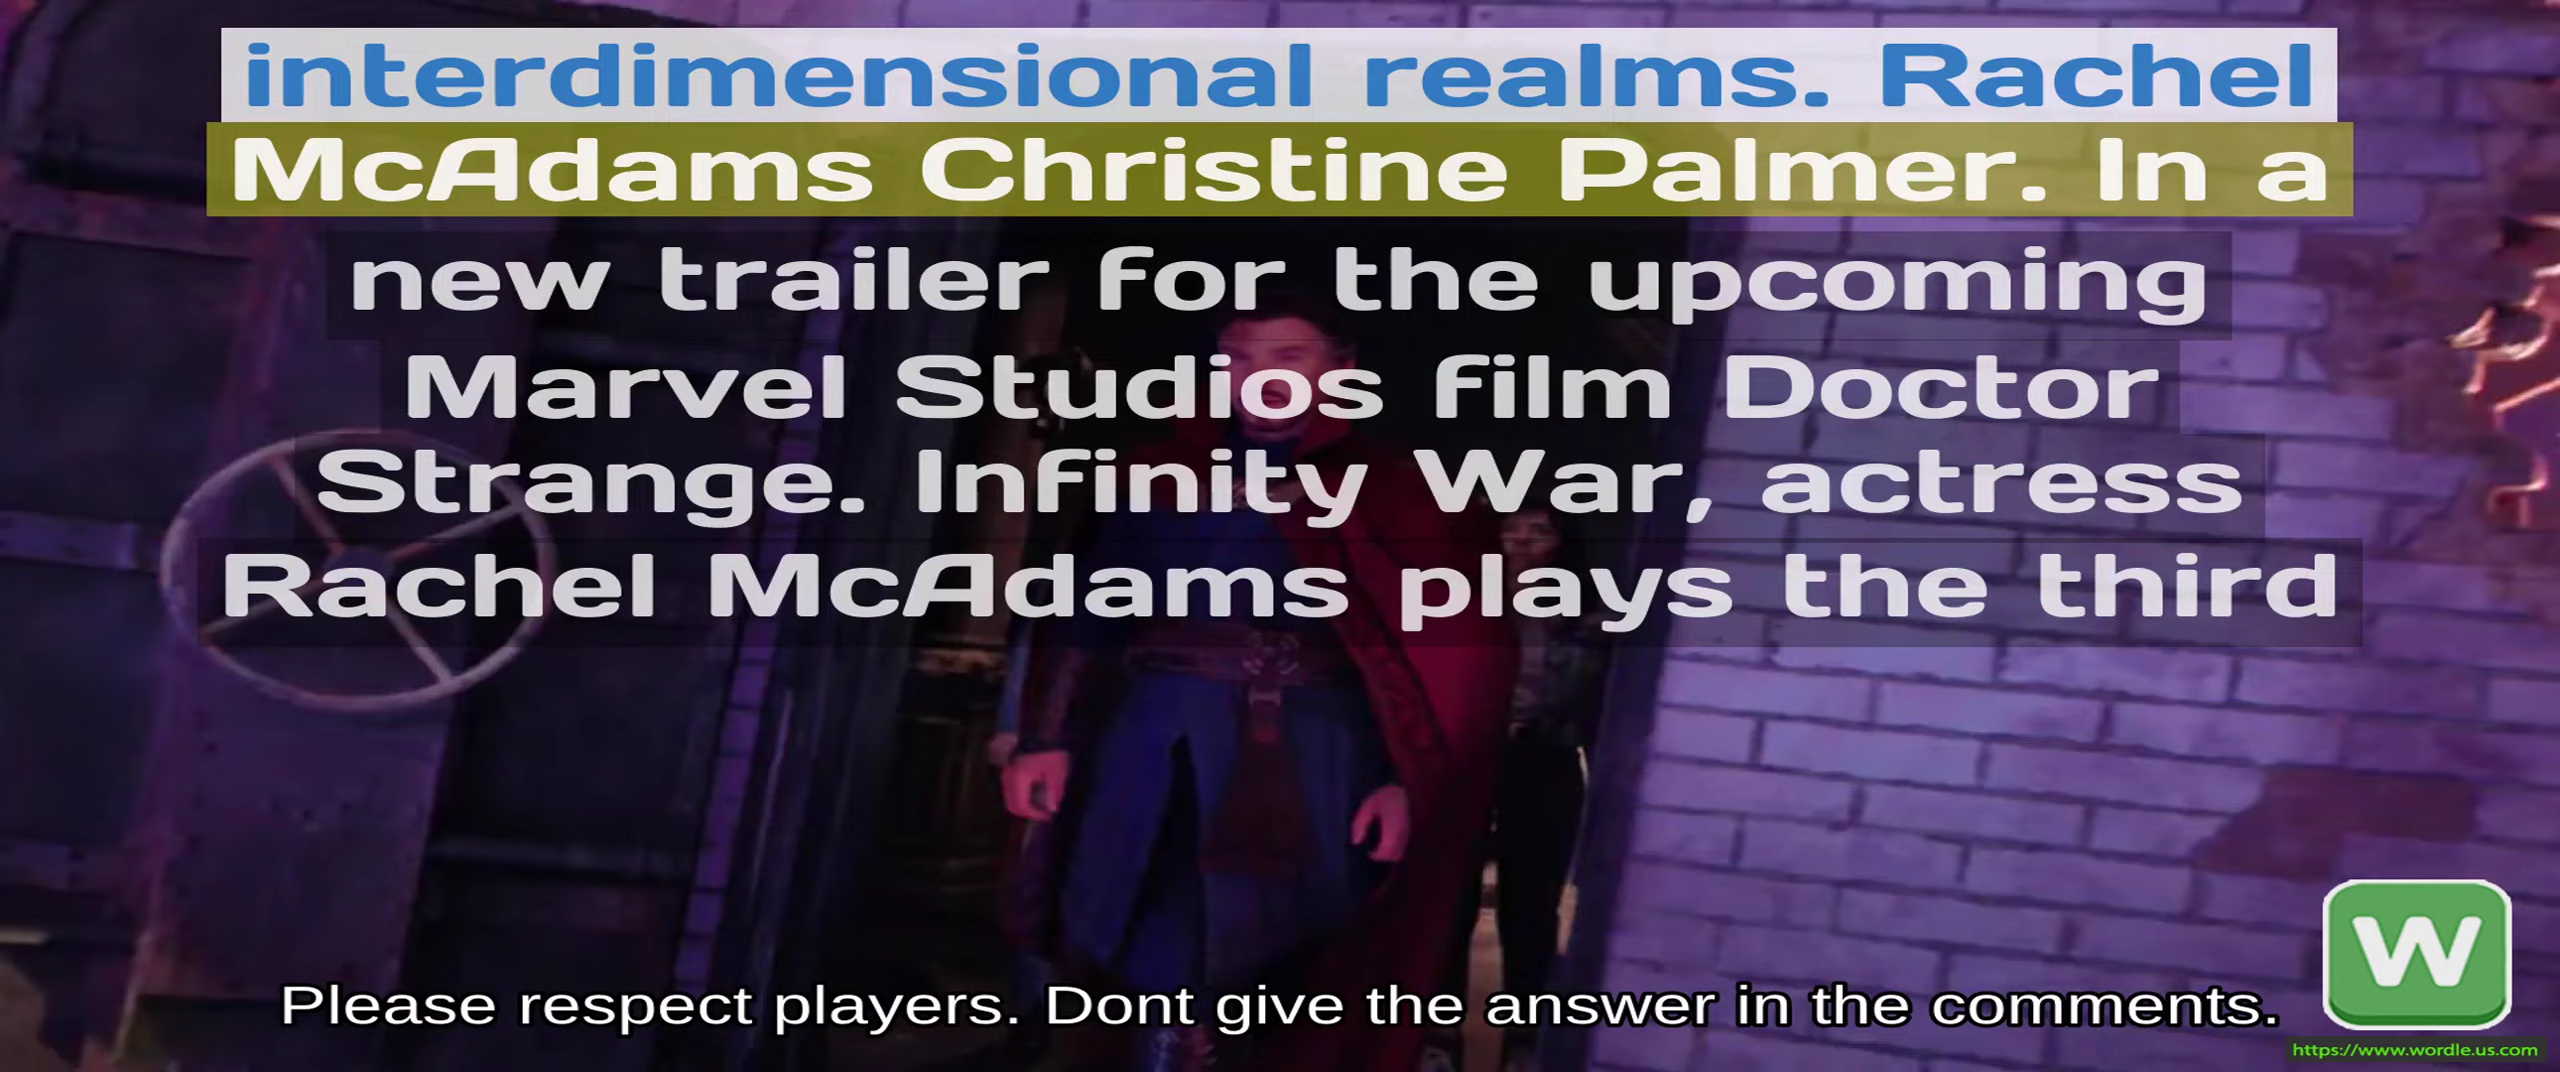 interdimensional realms. Rachel
McAdams Christine Palmer. In a
new trailer for the upcoming
Marvel Studios film Doctor
Strange. Infinity War, actress
Rachel McAdams plays the third
Please respect players. Dont give the answer in the comments.
W
https://www.wordle.us.com